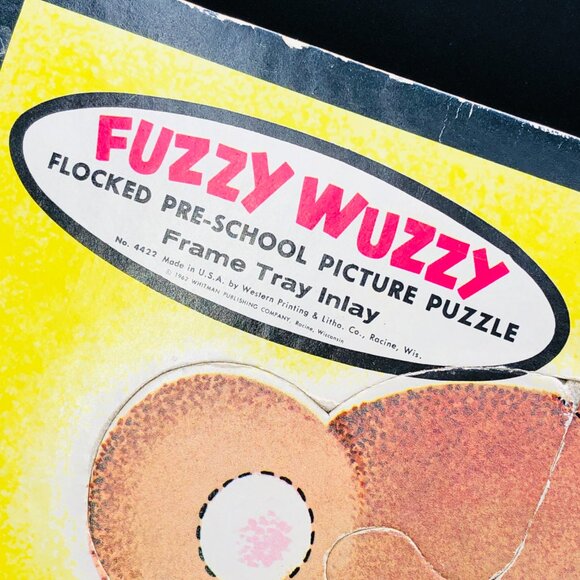 FUZZY WUZZY
FLOCKED PRE-SCHOOL PICTURE PUZZLE
Frame Tray Inlay
No. 4422 Made in U.S.A. by Western Printing & Litho. Co., Racine, Wis.
© 1962 WHITMAN PUBLISHING COMPANY, Racine, Wisconsin